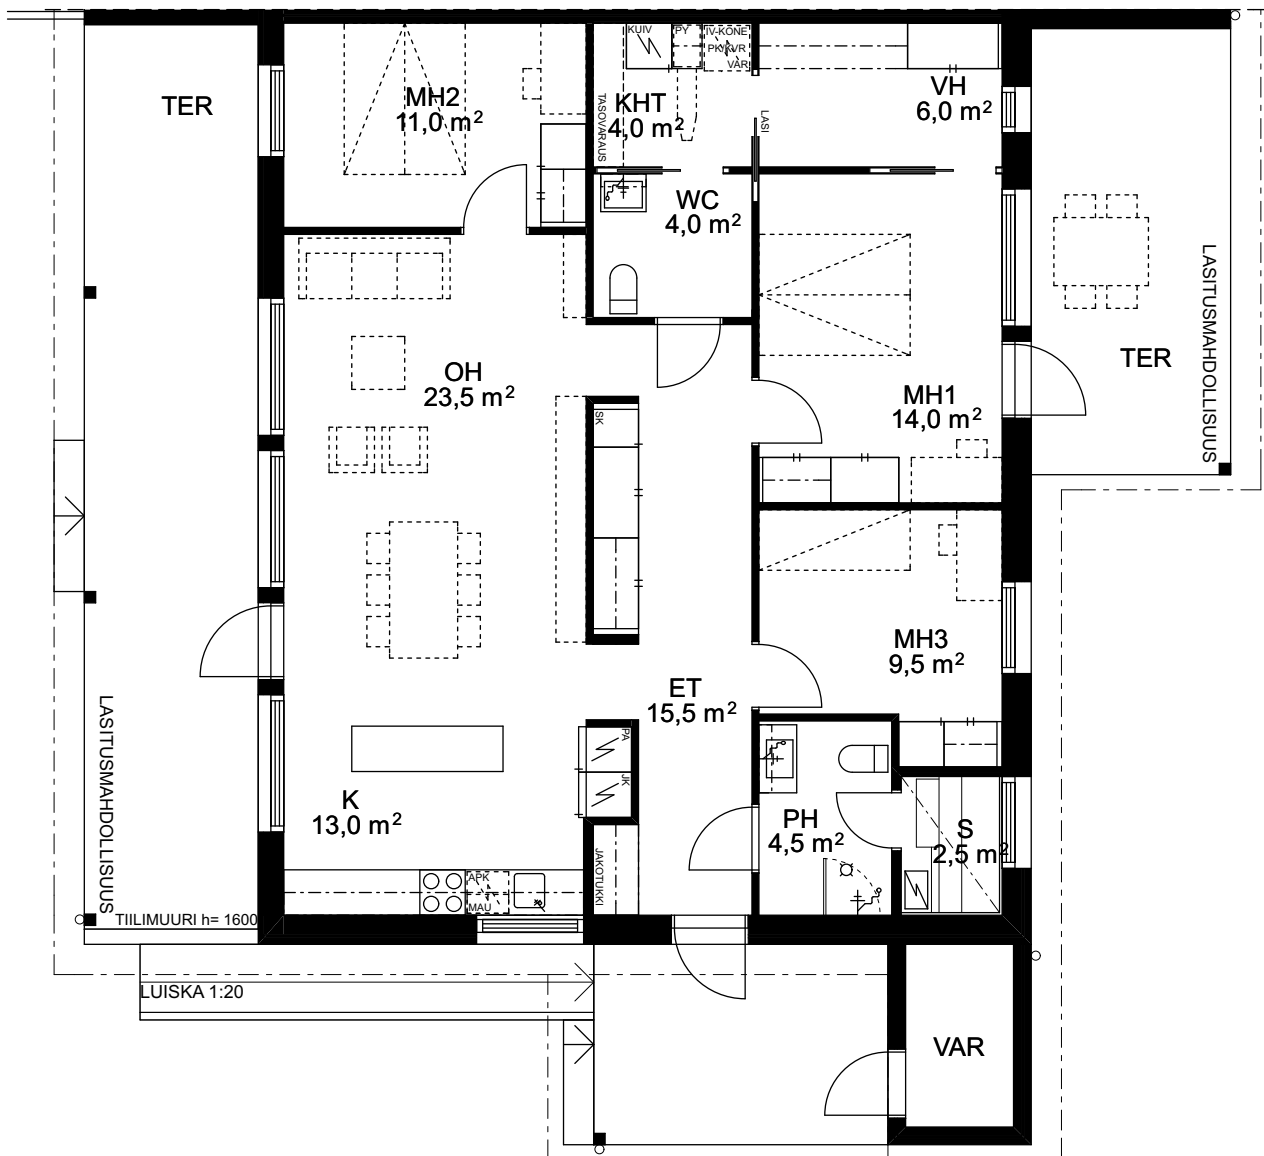 KUIV
PY
IV-KONE
PK/KVR
VAR
TER
MH2
11,0 m²
TASOVARAUS
KHT
4,0 m²
LASI
VH
6,0 m²
WC
4,0 m²
LASITUSMAHDOLLISUUS
TER
OH
23,5 m²
SK
MH1
14,0 m²
MH3
9,5 m²
ET
15,5 m²
LASITUSMAHDOLLISUUS
PA
JK
K
13,0 m²
PH
4,5 m²
S
2,5 m²
JAKOTUKKI
APK
MAU
TIILIMUURI h= 1600
LUISKA 1:20
VAR